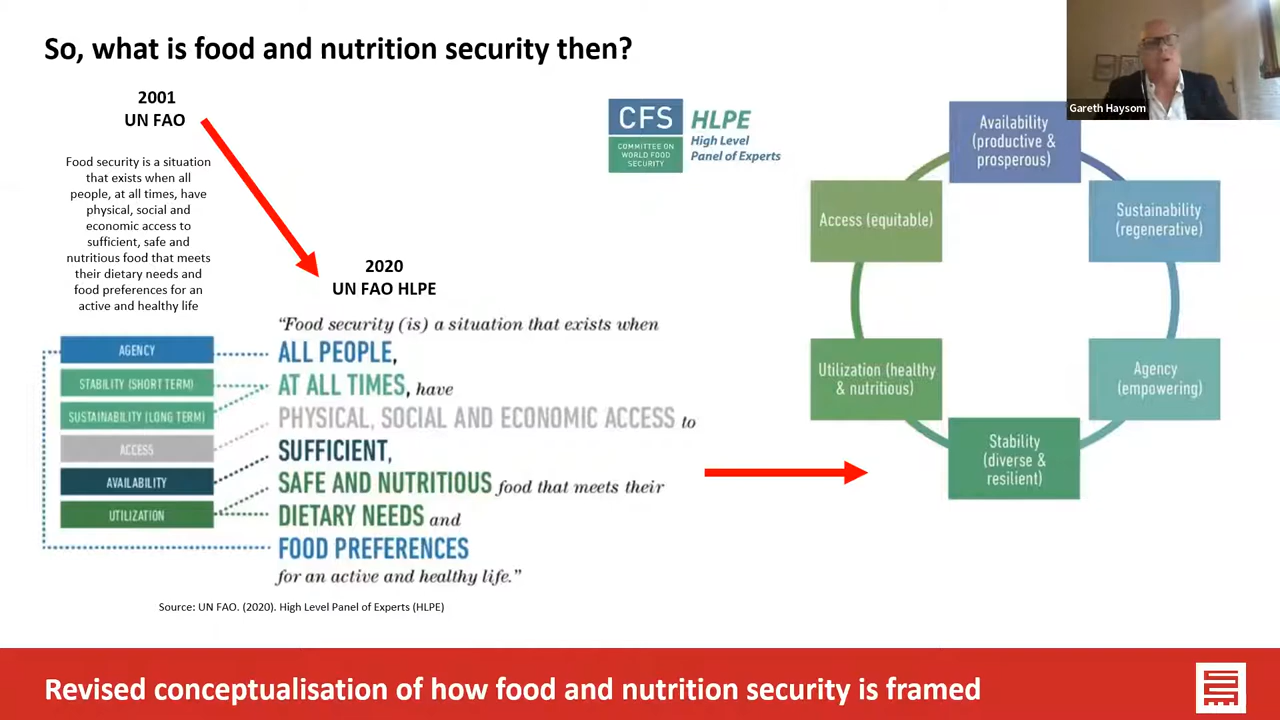 So, what is food and nutrition security then?
2001
UN FAO
Food security is a situation
that exists when all
people, at all times, have
physical, social and
economic access to
sufficient, safe and
nutritious food that meets
their dietary needs and
food preferences for an
active and healthy life
2020
UN FAO HLPE
AGENCY
STABILITY (SHORT TERM)
SUSTAINABILITY (LONG TERM)
ACCESS
AVAILABILITY
UTILIZATION
“Food security (is) a situation that exists when
ALL PEOPLE,
AT ALL TIMES, have
PHYSICAL, SOCIAL AND ECONOMIC ACCESS to
SUFFICIENT,
SAFE AND NUTRITIOUS food that meets their
DIETARY NEEDS and
FOOD PREFERENCES
for an active and healthy life.”
Source: UN FAO. (2020). High Level Panel of Experts (HLPE)
CFS
COMMITTEE ON
WORLD FOOD
SECURITY
HLPE
High Level
Panel of Experts
Availability
(productive &
prosperous)
Access (equitable)
Sustainability
(regenerative)
Utilization (healthy
& nutritious)
Agency
(empowering)
Stability
(diverse &
resilient)
Gareth Haysom
Revised conceptualisation of how food and nutrition security is framed